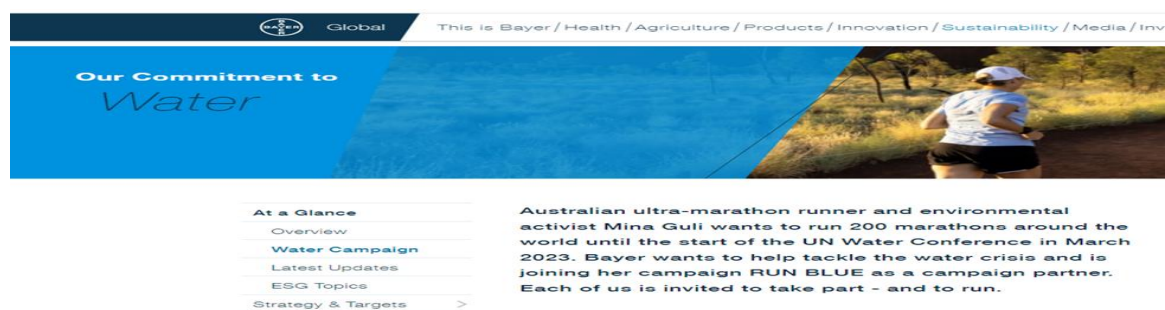 BAYER
Global
This is Bayer / Health / Agriculture / Products / Innovation / Sustainability / Media / Inv
Our Commitment to
Water
At a Glance
Overview
Water Campaign
Latest Updates
ESG Topics
Strategy & Targets >
Australian ultra-marathon runner and environmental
activist Mina Guli wants to run 200 marathons around the
world until the start of the UN Water Conference in March
2023. Bayer wants to help tackle the water crisis and is
joining her campaign RUN BLUE as a campaign partner.
Each of us is invited to take part - and to run.